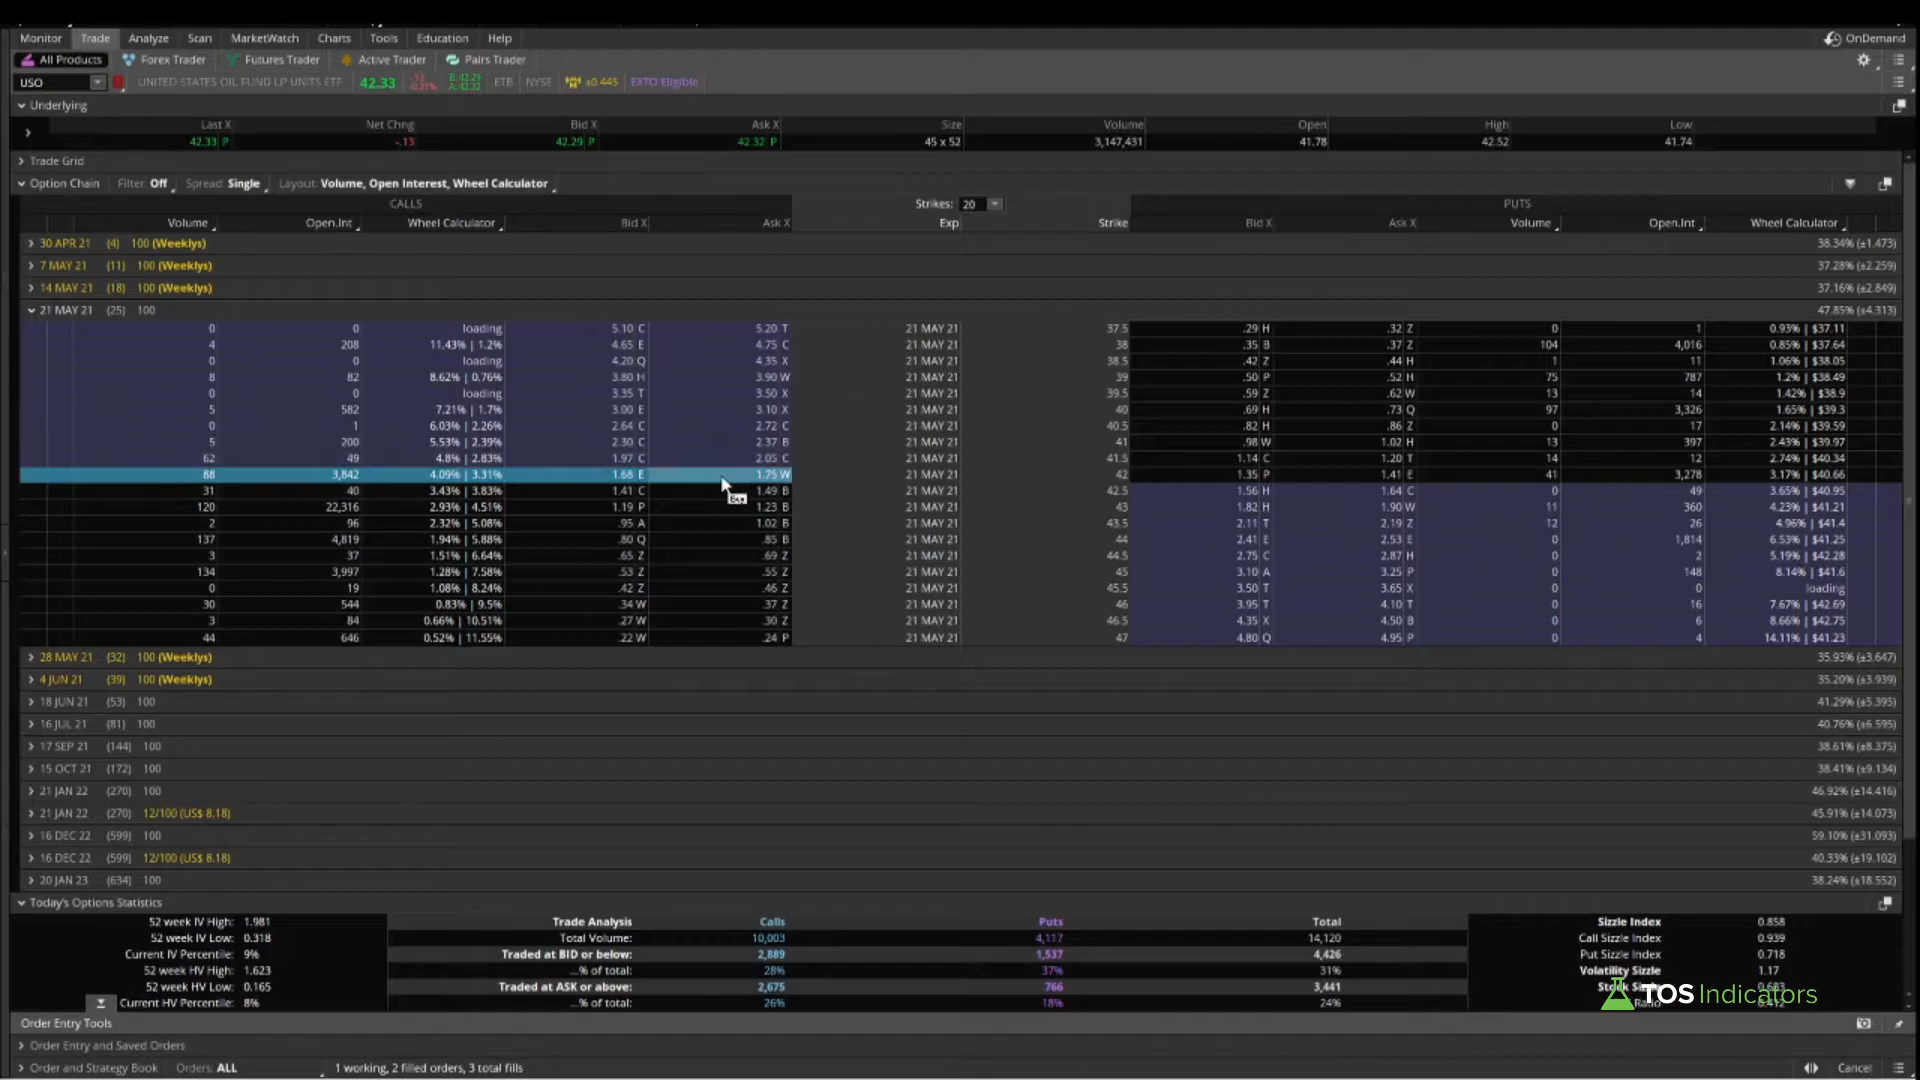 Monitor Trade Analyze Scan MarketWatch Charts Tools Education Help OnDemand
All Products Forex Trader Futures Trader Active Trader Pairs Trader
USO UNITED STATES OIL FUND LP UNITS ETF 42.33 -.13 -0.31% B: 42.29 A: 42.32 ETB NYSE ±0.445 EXTO Eligible
Underlying
Last X Net Chng Bid X Ask X Size Volume Open High Low
42.33 P -.13 42.29 P 42.32 P 45 x 52 3,147,431 41.78 42.52 41.74
Trade Grid
Option Chain Filter: Off Spread: Single Layout: Volume, Open Interest, Wheel Calculator
CALLS Strikes: 20 PUTS
Volume Open.Int Wheel Calculator Bid X Ask X Exp Strike Bid X Ask X Volume Open.Int Wheel Calculator
30 APR 21 (4) 100 (Weeklys) 38.34% (±1.473)
7 MAY 21 (11) 100 (Weeklys) 37.28% (±2.259)
14 MAY 21 (18) 100 (Weeklys) 37.16% (±2.849)
21 MAY 21 (25) 100 47.85% (±4.313)
0 0 loading 5.10 C 5.20 T 21 MAY 21 37.5 .29 H .32 Z 0 1 0.93% | $37.11
4 208 11.43% | 1.2% 4.65 E 4.75 C 21 MAY 21 38 .35 B .37 Z 104 4,016 0.85% | $37.64
0 0 loading 4.20 Q 4.35 X 21 MAY 21 38.5 .42 Z .44 H 1 11 1.06% | $38.05
8 82 8.62% | 0.76% 3.80 H 3.90 W 21 MAY 21 39 .50 P .52 H 75 787 1.2% | $38.49
0 0 loading 3.35 T 3.50 X 21 MAY 21 39.5 .59 Z .62 W 13 14 1.42% | $38.9
5 582 7.21% | 1.7% 3.00 E 3.10 X 21 MAY 21 40 .69 H .73 Q 97 3,326 1.65% | $39.3
0 1 6.03% | 2.26% 2.64 C 2.72 C 21 MAY 21 40.5 .82 H .86 Z 0 17 2.14% | $39.59
5 200 5.53% | 2.39% 2.30 C 2.37 B 21 MAY 21 41 .98 W 1.02 H 13 397 2.43% | $39.97
62 49 4.8% | 2.83% 1.97 C 2.05 C 21 MAY 21 41.5 1.14 C 1.20 T 14 12 2.74% | $40.34
88 3,842 4.09% | 3.31% 1.68 E 1.75 W 21 MAY 21 42 1.35 P 1.41 E 41 3,278 3.17% | $40.66
31 40 3.43% | 3.83% 1.41 C 1.49 B 21 MAY 21 42.5 1.56 H 1.64 C 0 49 3.65% | $40.95
120 22,316 2.93% | 4.51% 1.19 P 1.23 B 21 MAY 21 43 1.82 H 1.90 W 11 360 4.23% | $41.21
2 96 2.32% | 5.08% .95 A 1.02 B 21 MAY 21 43.5 2.11 T 2.19 Z 12 26 4.96% | $41.4
137 4,819 1.94% | 5.88% .80 Q .85 B 21 MAY 21 44 2.41 E 2.53 E 0 1,814 6.53% | $41.25
3 37 1.51% | 6.64% .65 Z .69 Z 21 MAY 21 44.5 2.75 C 2.87 H 0 2 5.19% | $42.28
134 3,997 1.28% | 7.58% .53 Z .55 Z 21 MAY 21 45 3.10 A 3.25 P 0 148 8.14% | $41.6
0 19 1.08% | 8.24% .42 Z .46 Z 21 MAY 21 45.5 3.50 T 3.65 X 0 0 loading
30 544 0.83% | 9.5% .34 W .37 Z 21 MAY 21 46 3.95 T 4.10 T 0 16 7.67% | $42.69
3 84 0.66% | 10.51% .27 W .30 Z 21 MAY 21 46.5 4.35 X 4.50 B 0 6 8.66% | $42.75
44 646 0.52% | 11.55% .22 W .24 P 21 MAY 21 47 4.80 Q 4.95 P 0 4 14.11% | $41.23
28 MAY 21 (32) 100 (Weeklys) 35.93% (±3.647)
4 JUN 21 (39) 100 (Weeklys) 35.20% (±3.939)
18 JUN 21 (53) 100 41.29% (±5.395)
16 JUL 21 (81) 100 40.76% (±6.595)
17 SEP 21 (144) 100 38.61% (±8.375)
15 OCT 21 (172) 100 38.41% (±9.134)
21 JAN 22 (270) 100 46.92% (±14.416)
21 JAN 22 (270) 12/100 (US$ 8.18) 45.91% (±14.073)
16 DEC 22 (599) 100 59.10% (±31.093)
16 DEC 22 (599) 12/100 (US$ 8.18) 40.33% (±19.102)
20 JAN 23 (634) 100 38.24% (±18.552)
Today's Options Statistics
52 week IV High: 1.981 Trade Analysis Calls Puts Total Sizzle Index 0.858
52 week IV Low: 0.318 Total Volume: 10,003 4,117 14,120 Call Sizzle Index 0.939
Current IV Percentile: 9% Traded at BID or below: 2,889 1,537 4,426 Put Sizzle Index 0.718
52 week HV High: 1.623 ...% of total: 28% 37% 31% Volatility Sizzle 1.17
52 week HV Low: 0.165 Traded at ASK or above: 2,675 766 3,441
Current HV Percentile: 8% ...% of total: 26% 18% 24%
TOS Indicators
Order Entry Tools
Order Entry and Saved Orders
Order and Strategy Book Orders: ALL 1 working, 2 filled orders, 3 total fills Cancel